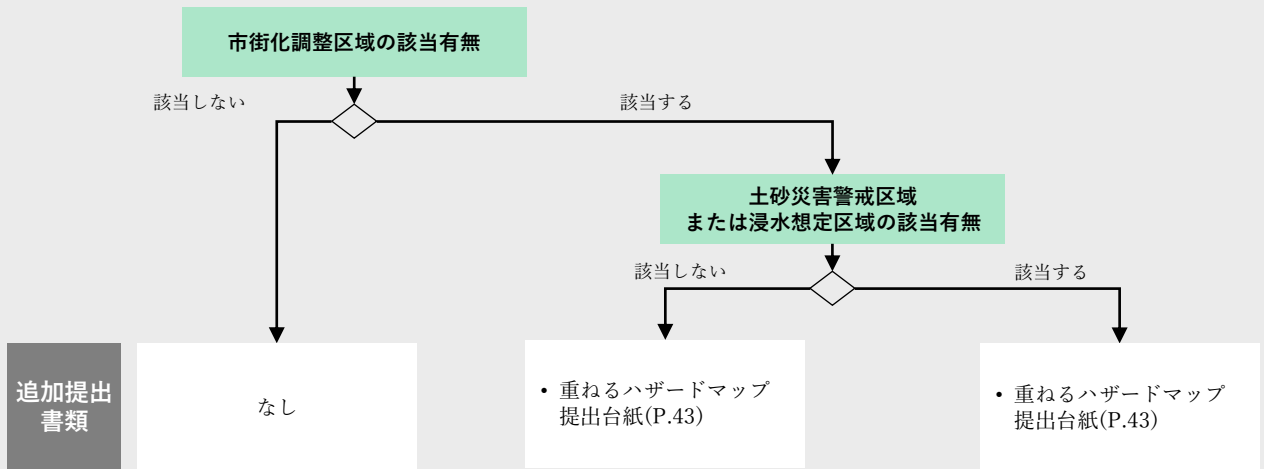 市街化調整区域の該当有無
該当しない
該当する
土砂災害警戒区域
または浸水想定区域の該当有無
該当しない
該当する
追加提出
書類
なし
• 重ねるハザードマップ
提出台紙(P.43)
• 重ねるハザードマップ
提出台紙(P.43)